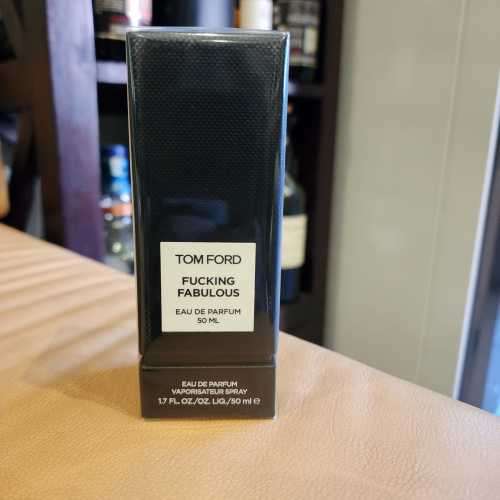 TOM FORD
FUCKING
FABULOUS
EAU DE PARFUM
50 ML
EAU DE PARFUM
VAPORISATEUR SPRAY
1.7 FL. OZ./OZ. LIQ./50 ml ℮